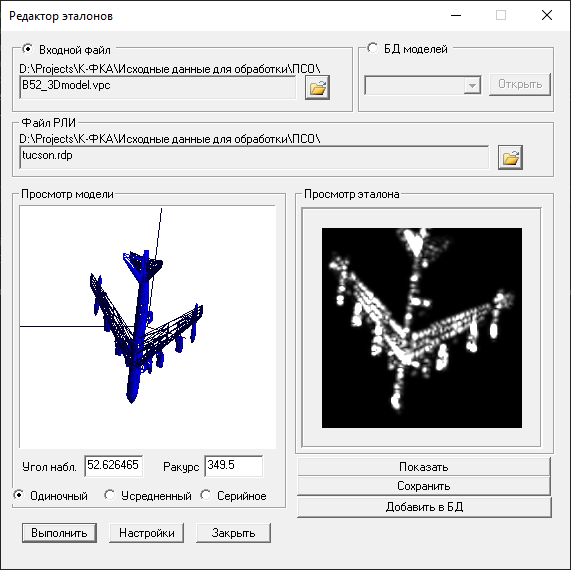 Редактор эталонов
Входной файл
D:\Projects\К-ФКА\Исходные данные для обработки\ПСО\
B52_3Dmodel.vpc
БД моделей
Открыть
Файл РЛИ
D:\Projects\К-ФКА\Исходные данные для обработки\ПСО\
tucson.rdp
Просмотр модели
Просмотр эталона
Угол набл. 52.626465 Ракурс 349.5
Одиночный Усредненный Серийное
Показать
Сохранить
Добавить в БД
Выполнить Настройки Закрыть